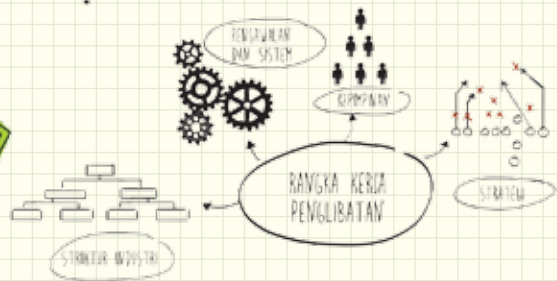 PENGAWALAN
DAN SISTEM
KEPIMPINAN
RANGKA KERJA
PENGLIBATAN
STRATEGI
STRUKTUR INDUSTRI